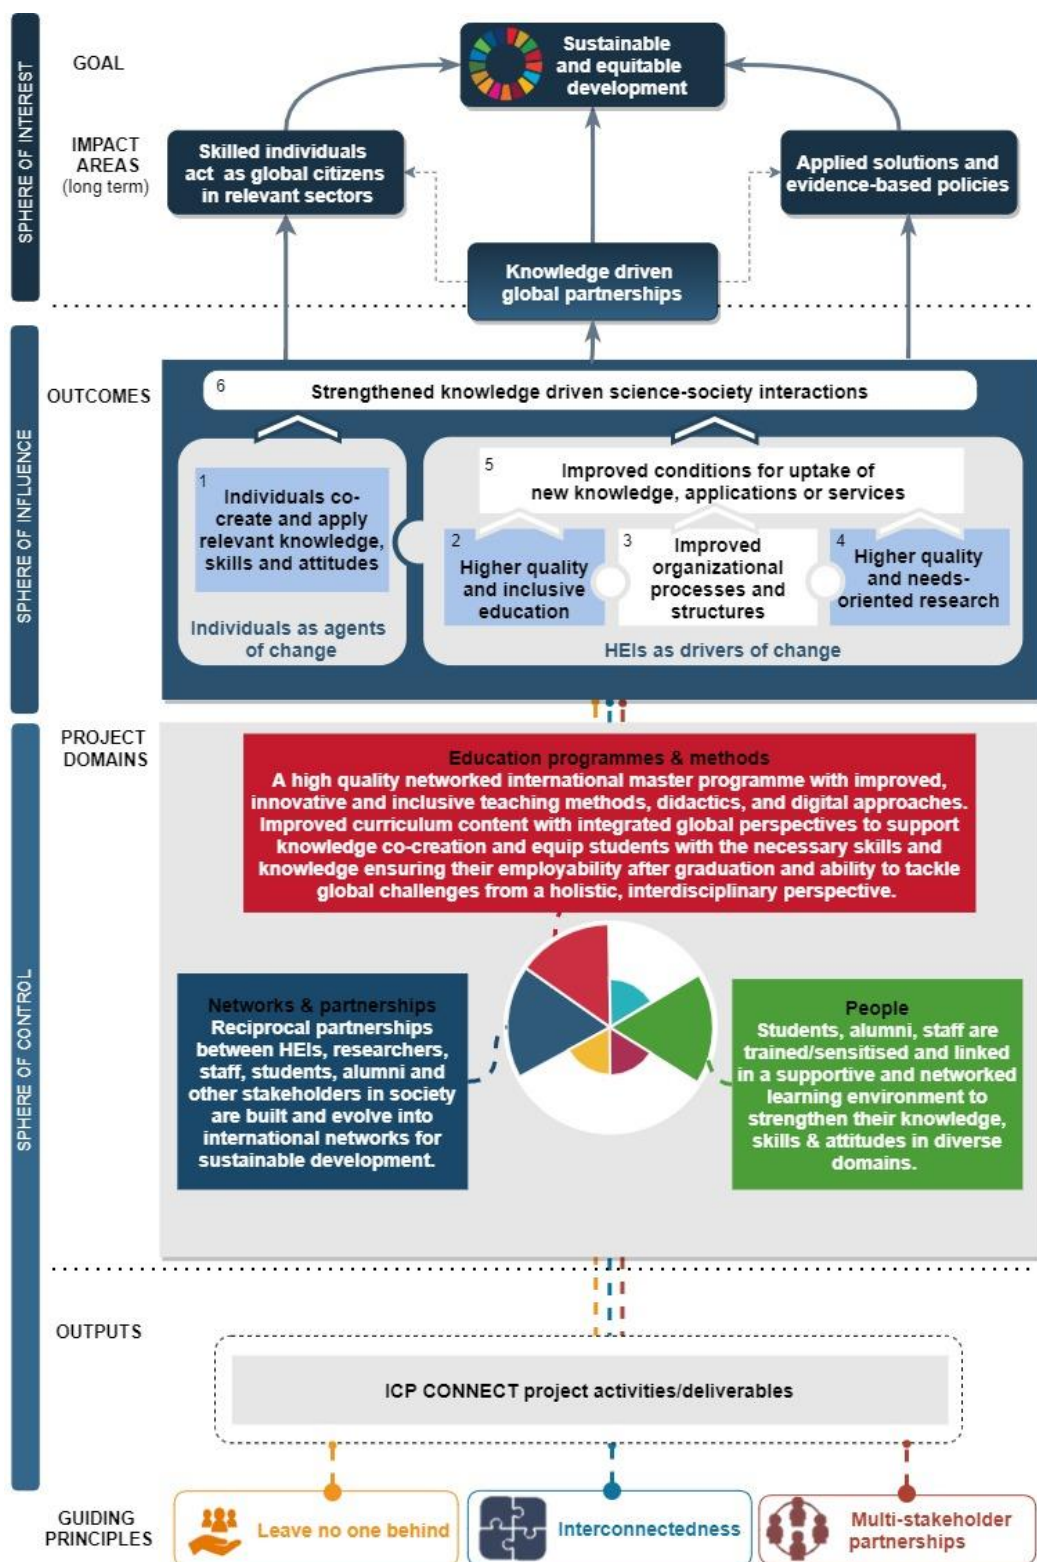 SPHERE OF INTEREST
GOAL
Sustainable
and equitable
development
IMPACT
AREAS
(long term)
Skilled individuals
act as global citizens
in relevant sectors
Applied solutions and
evidence-based policies
Knowledge driven
global partnerships
SPHERE OF INFLUENCE
OUTCOMES
6
Strengthened knowledge driven science-society interactions
1
Individuals co-
create and apply
relevant knowledge,
skills and attitudes
Individuals as agents
of change
5
Improved conditions for uptake of
new knowledge, applications or services
2
Higher quality
and inclusive
education
3
Improved
organizational
processes and
structures
4
Higher quality
and needs-
oriented research
HEIs as drivers of change
SPHERE OF CONTROL
PROJECT
DOMAINS
Education programmes & methods
A high quality networked international master programme with improved,
innovative and inclusive teaching methods, didactics, and digital approaches.
Improved curriculum content with integrated global perspectives to support
knowledge co-creation and equip students with the necessary skills and
knowledge ensuring their employability after graduation and ability to tackle
global challenges from a holistic, interdisciplinary perspective.
Networks & partnerships
Reciprocal partnerships
between HEIs, researchers,
staff, students, alumni and
other stakeholders in society
are built and evolve into
international networks for
sustainable development.
People
Students, alumni, staff are
trained/sensitised and linked
in a supportive and networked
learning environment to
strengthen their knowledge,
skills & attitudes in diverse
domains.
OUTPUTS
ICP CONNECT project activities/deliverables
GUIDING
PRINCIPLES
Leave no one behind
Interconnectedness
Multi-stakeholder
partnerships